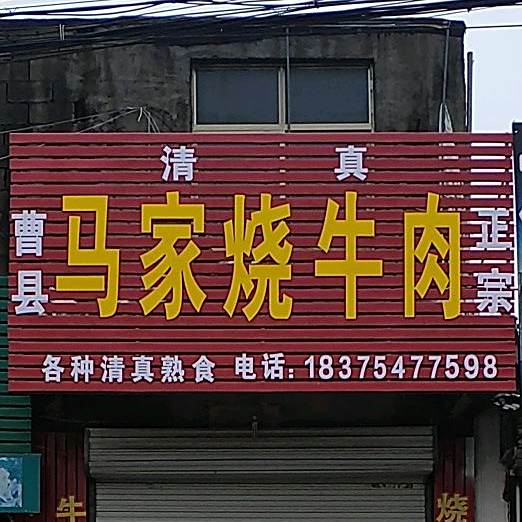 清真
曹县
马家烧牛肉
正宗
各种清真熟食 电话:18375477598
牛
烧